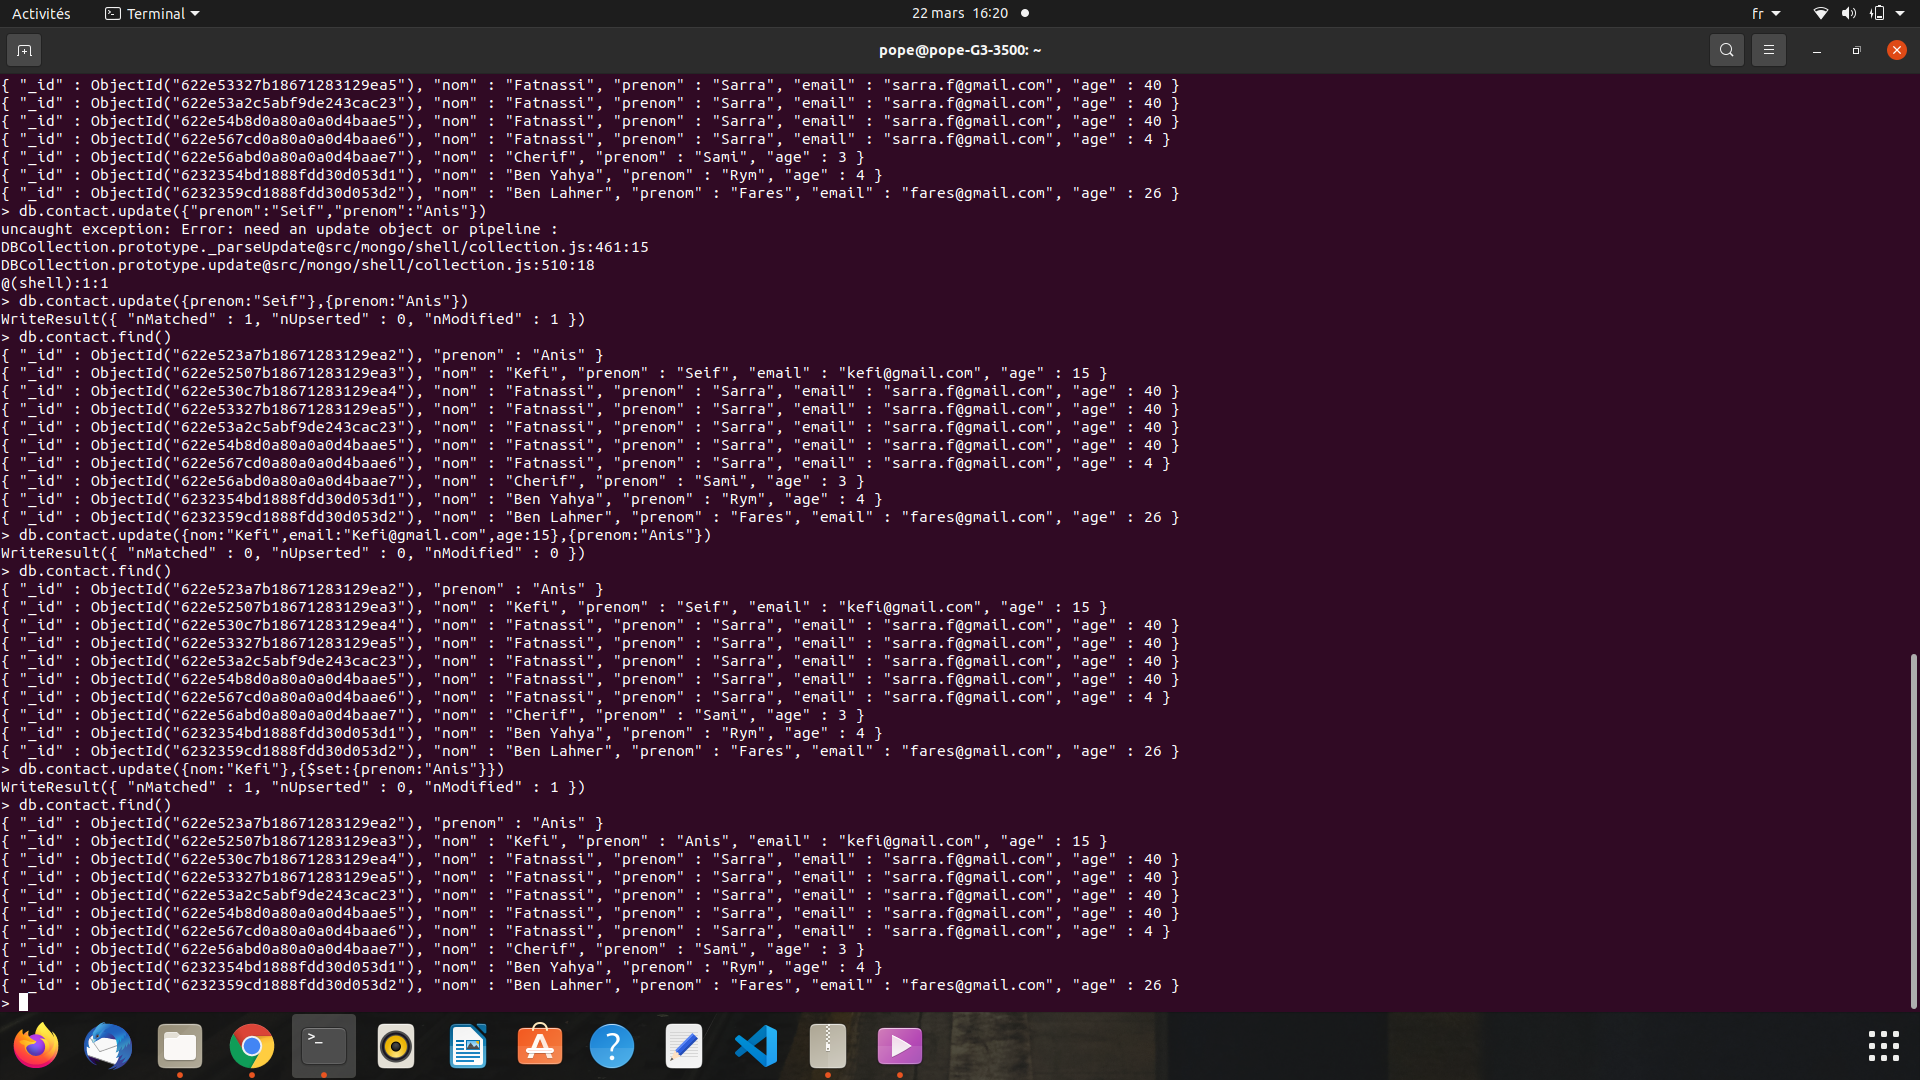 Activités
Terminal
22 mars 16:20
fr
pope@pope-G3-3500: ~
{ "_id" : ObjectId("622e53327b18671283129ea5"), "nom" : "Fatnassi", "prenom" : "Sarra", "email" : "sarra.f@gmail.com", "age" : 40 }
{ "_id" : ObjectId("622e53a2c5abf9de243cac23"), "nom" : "Fatnassi", "prenom" : "Sarra", "email" : "sarra.f@gmail.com", "age" : 40 }
{ "_id" : ObjectId("622e54b8d0a80a0a0d4baae5"), "nom" : "Fatnassi", "prenom" : "Sarra", "email" : "sarra.f@gmail.com", "age" : 40 }
{ "_id" : ObjectId("622e567cd0a80a0a0d4baae6"), "nom" : "Fatnassi", "prenom" : "Sarra", "email" : "sarra.f@gmail.com", "age" : 4 }
{ "_id" : ObjectId("622e56abd0a80a0a0d4baae7"), "nom" : "Cherif", "prenom" : "Sami", "age" : 3 }
{ "_id" : ObjectId("6232354bd1888fdd30d053d1"), "nom" : "Ben Yahya", "prenom" : "Rym", "age" : 4 }
{ "_id" : ObjectId("6232359cd1888fdd30d053d2"), "nom" : "Ben Lahmer", "prenom" : "Fares", "email" : "fares@gmail.com", "age" : 26 }
> db.contact.update({"prenom":"Seif","prenom":"Anis"})
uncaught exception: Error: need an update object or pipeline :
DBCollection.prototype._parseUpdate@src/mongo/shell/collection.js:461:15
DBCollection.prototype.update@src/mongo/shell/collection.js:510:18
@(shell):1:1
> db.contact.update({prenom:"Seif"},{prenom:"Anis"})
WriteResult({ "nMatched" : 1, "nUpserted" : 0, "nModified" : 1 })
> db.contact.find()
{ "_id" : ObjectId("622e523a7b18671283129ea2"), "prenom" : "Anis" }
{ "_id" : ObjectId("622e52507b18671283129ea3"), "nom" : "Kefi", "prenom" : "Seif", "email" : "kefi@gmail.com", "age" : 15 }
{ "_id" : ObjectId("622e530c7b18671283129ea4"), "nom" : "Fatnassi", "prenom" : "Sarra", "email" : "sarra.f@gmail.com", "age" : 40 }
{ "_id" : ObjectId("622e53327b18671283129ea5"), "nom" : "Fatnassi", "prenom" : "Sarra", "email" : "sarra.f@gmail.com", "age" : 40 }
{ "_id" : ObjectId("622e53a2c5abf9de243cac23"), "nom" : "Fatnassi", "prenom" : "Sarra", "email" : "sarra.f@gmail.com", "age" : 40 }
{ "_id" : ObjectId("622e54b8d0a80a0a0d4baae5"), "nom" : "Fatnassi", "prenom" : "Sarra", "email" : "sarra.f@gmail.com", "age" : 40 }
{ "_id" : ObjectId("622e567cd0a80a0a0d4baae6"), "nom" : "Fatnassi", "prenom" : "Sarra", "email" : "sarra.f@gmail.com", "age" : 4 }
{ "_id" : ObjectId("622e56abd0a80a0a0d4baae7"), "nom" : "Cherif", "prenom" : "Sami", "age" : 3 }
{ "_id" : ObjectId("6232354bd1888fdd30d053d1"), "nom" : "Ben Yahya", "prenom" : "Rym", "age" : 4 }
{ "_id" : ObjectId("6232359cd1888fdd30d053d2"), "nom" : "Ben Lahmer", "prenom" : "Fares", "email" : "fares@gmail.com", "age" : 26 }
> db.contact.update({nom:"Kefi",email:"Kefi@gmail.com",age:15},{prenom:"Anis"})
WriteResult({ "nMatched" : 0, "nUpserted" : 0, "nModified" : 0 })
> db.contact.find()
{ "_id" : ObjectId("622e523a7b18671283129ea2"), "prenom" : "Anis" }
{ "_id" : ObjectId("622e52507b18671283129ea3"), "nom" : "Kefi", "prenom" : "Seif", "email" : "kefi@gmail.com", "age" : 15 }
{ "_id" : ObjectId("622e530c7b18671283129ea4"), "nom" : "Fatnassi", "prenom" : "Sarra", "email" : "sarra.f@gmail.com", "age" : 40 }
{ "_id" : ObjectId("622e53327b18671283129ea5"), "nom" : "Fatnassi", "prenom" : "Sarra", "email" : "sarra.f@gmail.com", "age" : 40 }
{ "_id" : ObjectId("622e53a2c5abf9de243cac23"), "nom" : "Fatnassi", "prenom" : "Sarra", "email" : "sarra.f@gmail.com", "age" : 40 }
{ "_id" : ObjectId("622e54b8d0a80a0a0d4baae5"), "nom" : "Fatnassi", "prenom" : "Sarra", "email" : "sarra.f@gmail.com", "age" : 40 }
{ "_id" : ObjectId("622e567cd0a80a0a0d4baae6"), "nom" : "Fatnassi", "prenom" : "Sarra", "email" : "sarra.f@gmail.com", "age" : 4 }
{ "_id" : ObjectId("622e56abd0a80a0a0d4baae7"), "nom" : "Cherif", "prenom" : "Sami", "age" : 3 }
{ "_id" : ObjectId("6232354bd1888fdd30d053d1"), "nom" : "Ben Yahya", "prenom" : "Rym", "age" : 4 }
{ "_id" : ObjectId("6232359cd1888fdd30d053d2"), "nom" : "Ben Lahmer", "prenom" : "Fares", "email" : "fares@gmail.com", "age" : 26 }
> db.contact.update({nom:"Kefi"},{$set:{prenom:"Anis"}})
WriteResult({ "nMatched" : 1, "nUpserted" : 0, "nModified" : 1 })
> db.contact.find()
{ "_id" : ObjectId("622e523a7b18671283129ea2"), "prenom" : "Anis" }
{ "_id" : ObjectId("622e52507b18671283129ea3"), "nom" : "Kefi", "prenom" : "Anis", "email" : "kefi@gmail.com", "age" : 15 }
{ "_id" : ObjectId("622e530c7b18671283129ea4"), "nom" : "Fatnassi", "prenom" : "Sarra", "email" : "sarra.f@gmail.com", "age" : 40 }
{ "_id" : ObjectId("622e53327b18671283129ea5"), "nom" : "Fatnassi", "prenom" : "Sarra", "email" : "sarra.f@gmail.com", "age" : 40 }
{ "_id" : ObjectId("622e53a2c5abf9de243cac23"), "nom" : "Fatnassi", "prenom" : "Sarra", "email" : "sarra.f@gmail.com", "age" : 40 }
{ "_id" : ObjectId("622e54b8d0a80a0a0d4baae5"), "nom" : "Fatnassi", "prenom" : "Sarra", "email" : "sarra.f@gmail.com", "age" : 40 }
{ "_id" : ObjectId("622e567cd0a80a0a0d4baae6"), "nom" : "Fatnassi", "prenom" : "Sarra", "email" : "sarra.f@gmail.com", "age" : 4 }
{ "_id" : ObjectId("622e56abd0a80a0a0d4baae7"), "nom" : "Cherif", "prenom" : "Sami", "age" : 3 }
{ "_id" : ObjectId("6232354bd1888fdd30d053d1"), "nom" : "Ben Yahya", "prenom" : "Rym", "age" : 4 }
{ "_id" : ObjectId("6232359cd1888fdd30d053d2"), "nom" : "Ben Lahmer", "prenom" : "Fares", "email" : "fares@gmail.com", "age" : 26 }
>